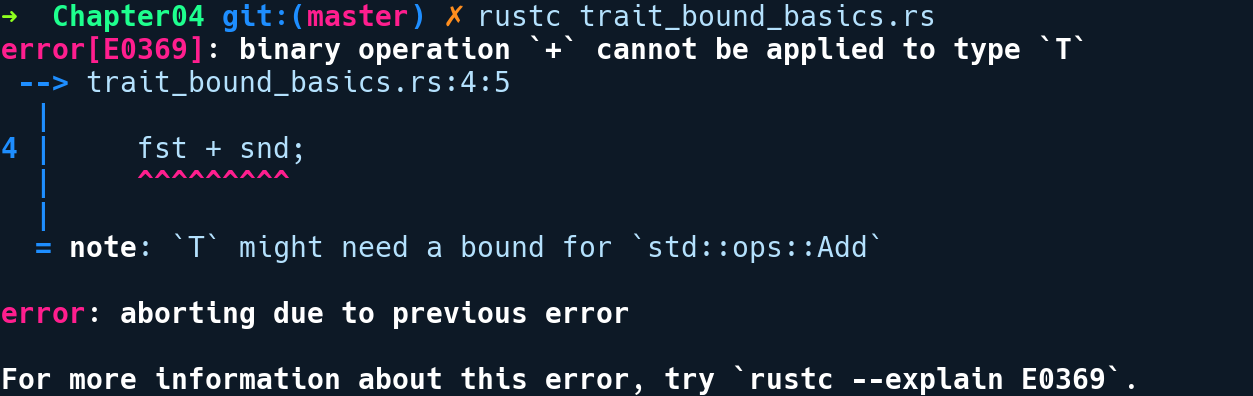 →  Chapter04 git:(master) ✗ rustc trait_bound_basics.rs
error[E0369]: binary operation `+` cannot be applied to type `T`
 --> trait_bound_basics.rs:4:5
  |
4 |     fst + snd;
  |     ^^^^^^^^^
  |
  = note: `T` might need a bound for `std::ops::Add`
error: aborting due to previous error
For more information about this error, try `rustc --explain E0369`.